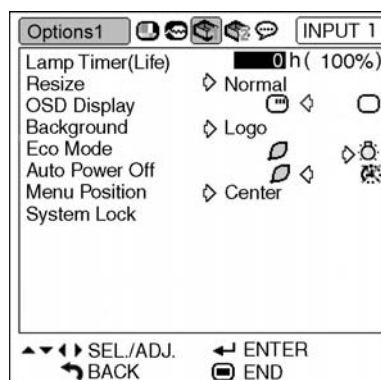 Options1 INPUT 1
Lamp Timer(Life) 0 h ( 100%)
Resize Normal
OSD Display
Background Logo
Eco Mode
Auto Power Off
Menu Position Center
System Lock
SEL./ADJ. ENTER
BACK END